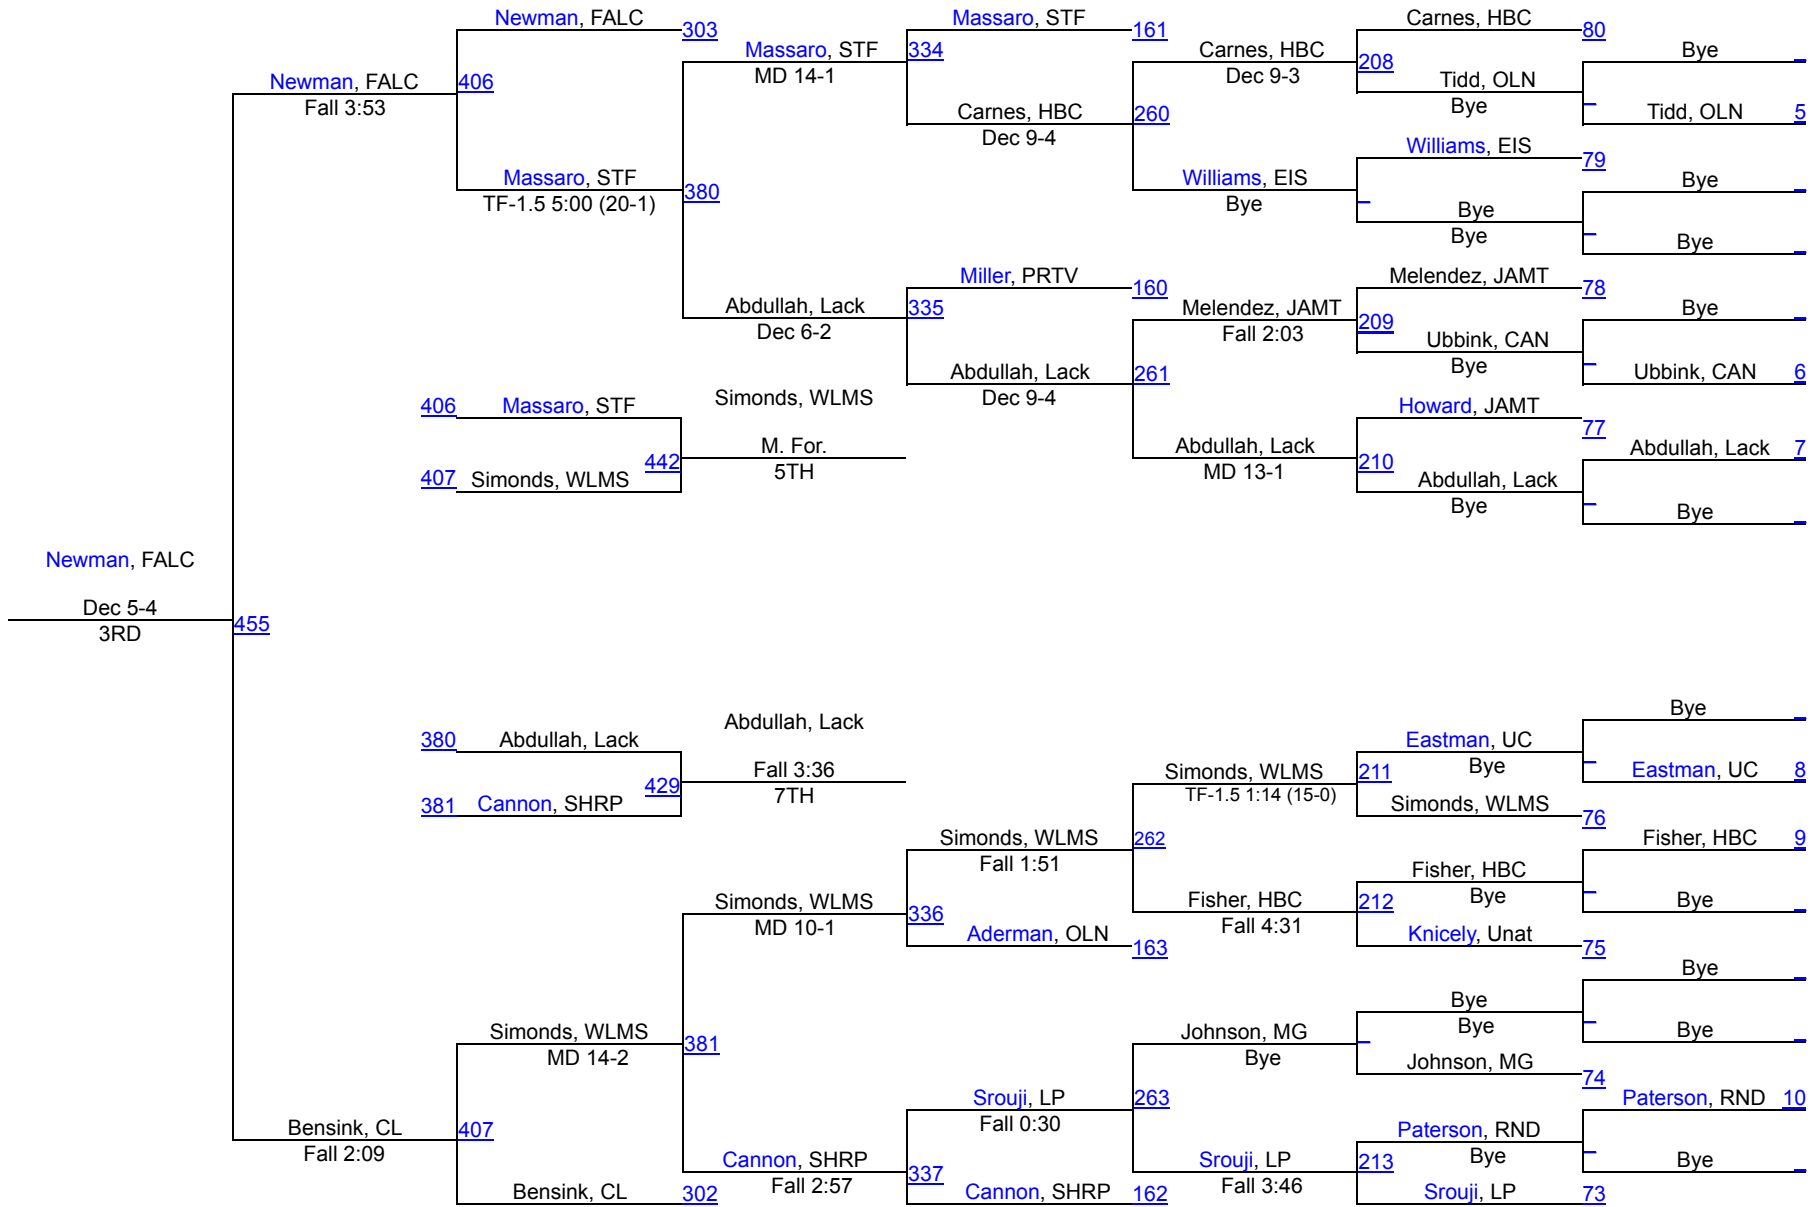 Newman, FALC
303
Massaro, STF
161
Carnes, HBC
80
Massaro, STF
334
MD 14-1
Carnes, HBC
208
Dec 9-3
Bye
Newman, FALC
406
Fall 3:53
Tidd, OLN
Bye
Carnes, HBC
260
Dec 9-4
Tidd, OLN
5
Williams, EIS
79
Massaro, STF
380
TF-1.5 5:00 (20-1)
Williams, EIS
Bye
Bye
Bye
Bye
Bye
Miller, PRTV
160
Melendez, JAMT
78
Abdullah, Lack
335
Dec 6-2
Melendez, JAMT
209
Fall 2:03
Bye
Ubbink, CAN
Bye
Abdullah, Lack
261
Dec 9-4
Ubbink, CAN
6
406
Massaro, STF
Simonds, WLMS
Howard, JAMT
77
M. For.
5TH
442
Abdullah, Lack
210
MD 13-1
Abdullah, Lack
7
407
Simonds, WLMS
Abdullah, Lack
Bye
Bye
Newman, FALC
Dec 5-4
3RD
455
Bye
Abdullah, Lack
380
Abdullah, Lack
Eastman, UC
Bye
Fall 3:36
7TH
429
Simonds, WLMS
211
TF-1.5 1:14 (15-0)
Eastman, UC
8
381
Cannon, SHRP
Simonds, WLMS
76
Simonds, WLMS
262
Fall 1:51
Fisher, HBC
9
Fisher, HBC
Bye
Simonds, WLMS
336
MD 10-1
Fisher, HBC
212
Fall 4:31
Bye
Aderman, OLN
163
Knicely, Unat
75
Bye
Bye
Bye
Simonds, WLMS
381
MD 14-2
Johnson, MG
Bye
Bye
Johnson, MG
74
Srouji, LP
263
Fall 0:30
Paterson, RND
10
Bensink, CL
407
Fall 2:09
Paterson, RND
Bye
Cannon, SHRP
337
Fall 2:57
Srouji, LP
213
Fall 3:46
Bye
Bensink, CL
302
Cannon, SHRP
162
Srouji, LP
73